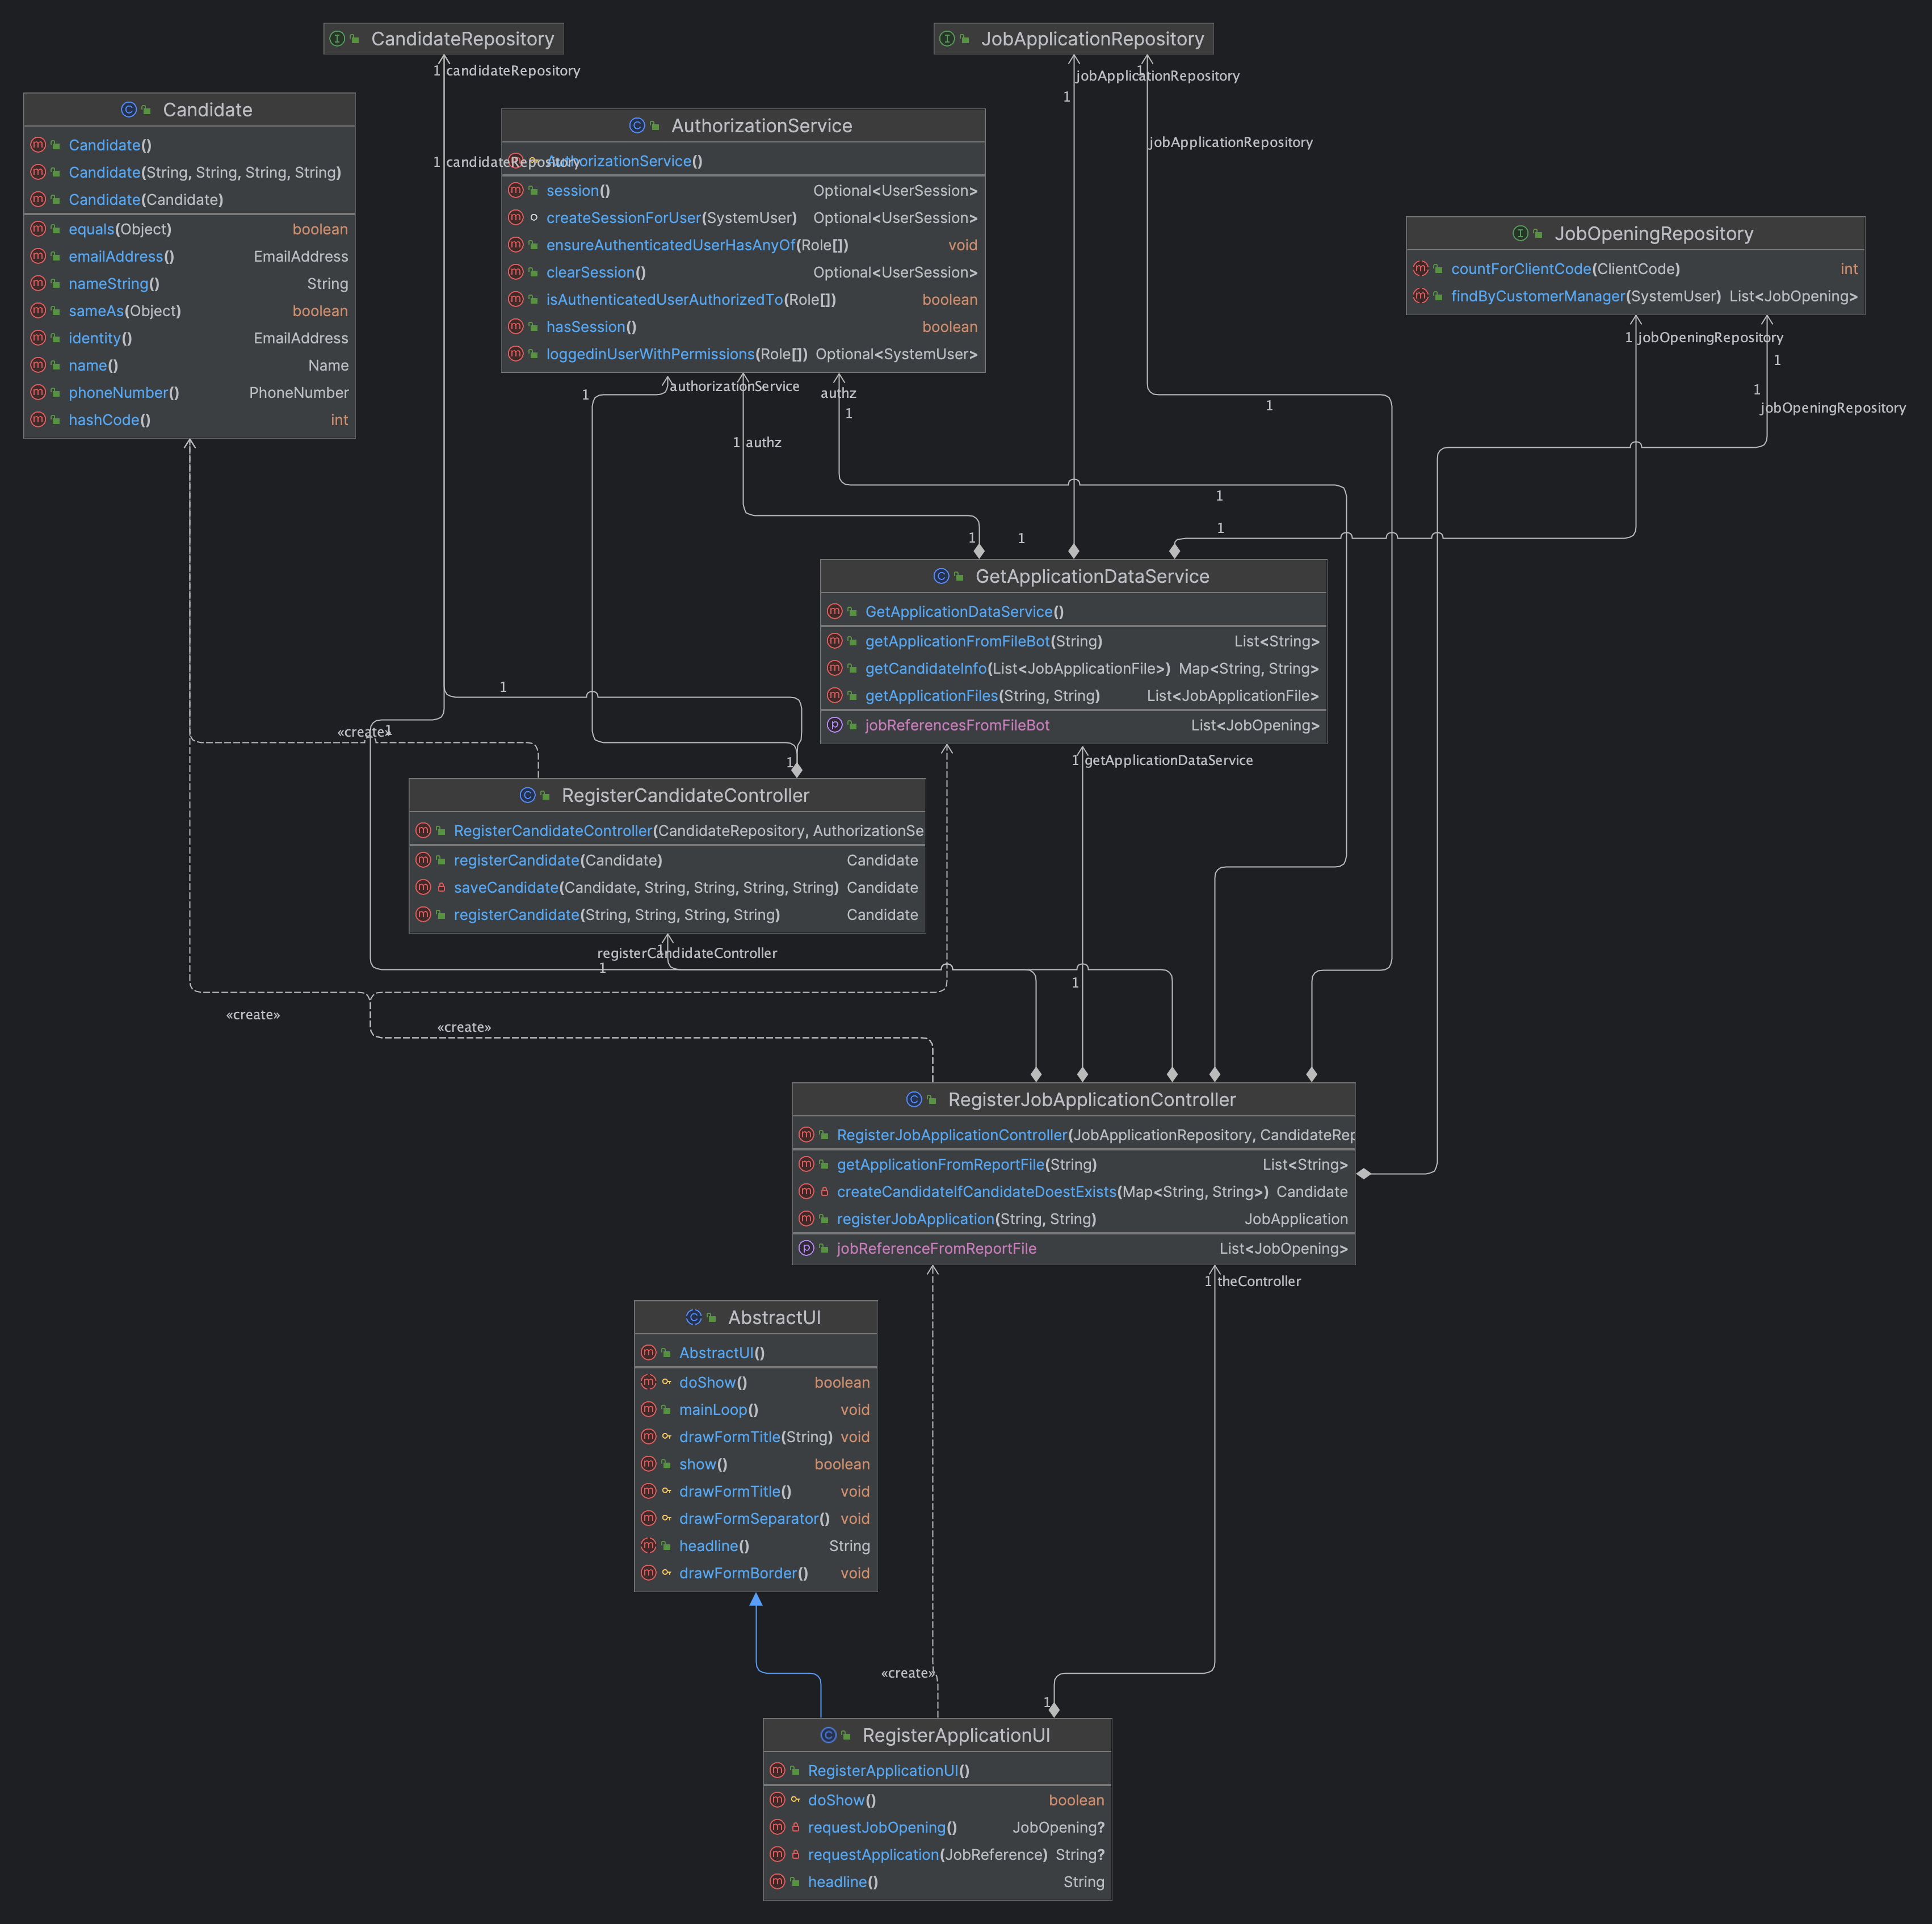 CandidateRepository
JobApplicationRepository
1 candidateRepository
jobApplicationRepository
1
1
Candidate
Candidate()
Candidate(String, String, String, String)
Candidate(Candidate)
equals(Object) boolean
emailAddress() EmailAddress
nameString() String
sameAs(Object) boolean
identity() EmailAddress
name() Name
phoneNumber() PhoneNumber
hashCode() int
AuthorizationService
1 candidateRepository
AuthorizationService()
session() Optional<UserSession>
createSessionForUser(SystemUser) Optional<UserSession>
ensureAuthenticatedUserHasAnyOf(Role[]) void
clearSession() Optional<UserSession>
isAuthenticatedUserAuthorizedTo(Role[]) boolean
hasSession() boolean
loggedinUserWithPermissions(Role[]) Optional<SystemUser>
jobApplicationRepository
JobOpeningRepository
countForClientCode(ClientCode) int
findByCustomerManager(SystemUser) List<JobOpening>
1 jobOpeningRepository
1
1
jobOpeningRepository
1
authorizationService
authz
1
1
1 authz
1
1
1
1
GetApplicationDataService
GetApplicationDataService()
getApplicationFromFileBot(String) List<String>
getCandidateInfo(List<JobApplicationFile>) Map<String, String>
getApplicationFiles(String, String) List<JobApplicationFile>
jobReferencesFromFileBot List<JobOpening>
1
«create»
1
1
1 getApplicationDataService
RegisterCandidateController
RegisterCandidateController(CandidateRepository, AuthorizationSe
registerCandidate(Candidate) Candidate
saveCandidate(Candidate, String, String, String, String) Candidate
registerCandidate(String, String, String, String) Candidate
1
registerCandidateController
1
1
«create»
«create»
RegisterJobApplicationController
RegisterJobApplicationController(JobApplicationRepository, CandidateRep
getApplicationFromReportFile(String) List<String>
createCandidateIfCandidateDoestExists(Map<String, String>) Candidate
registerJobApplication(String, String) JobApplication
jobReferenceFromReportFile List<JobOpening>
1 theController
AbstractUI
AbstractUI()
doShow() boolean
mainLoop() void
drawFormTitle(String) void
show() boolean
drawFormTitle() void
drawFormSeparator() void
headline() String
drawFormBorder() void
«create»
1
RegisterApplicationUI
RegisterApplicationUI()
doShow() boolean
requestJobOpening() JobOpening?
requestApplication(JobReference) String?
headline() String